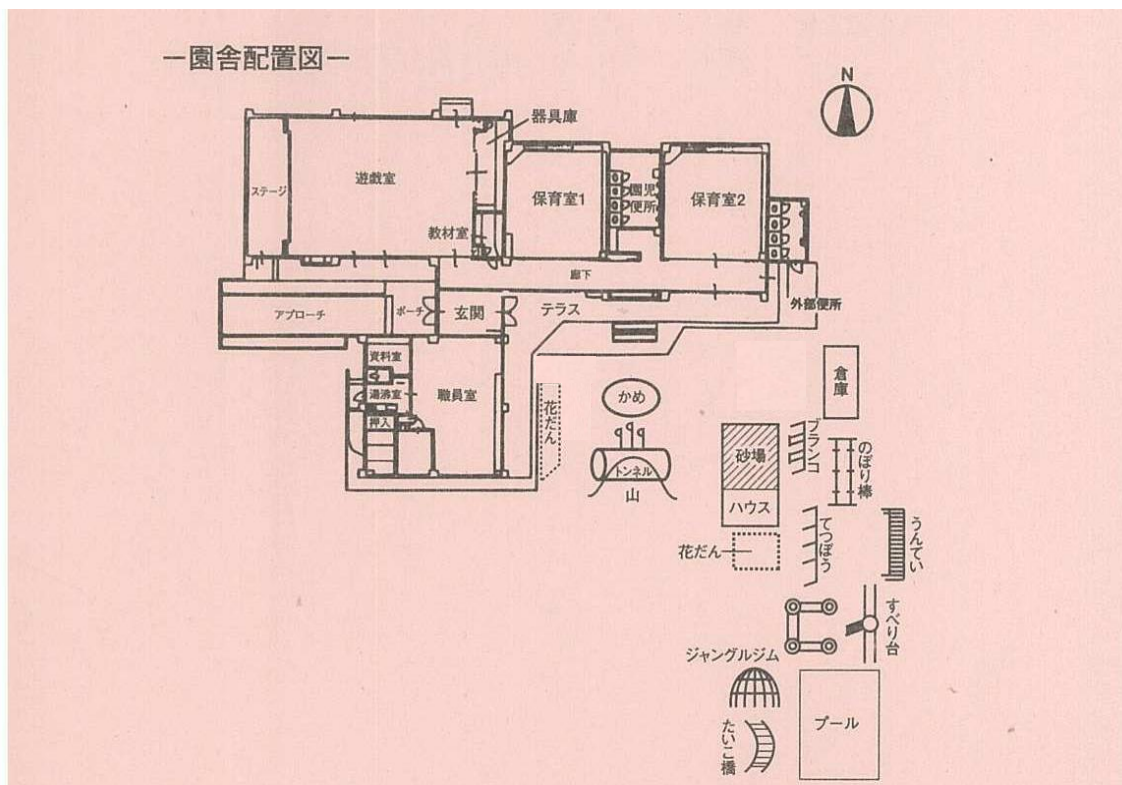 ー園舎配置図ー
N
器具庫
ステージ
遊戯室
保育室1
園児
便所
保育室2
教材室
廊下
外部便所
アプローチ
ポーチ
玄関
テラス
資料室
湯沸室
職員室
押入
花だん
かめ
トンネル
山
倉庫
砂場
ブランコ
のぼり棒
ハウス
花だん
てつぼう
うんてい
すべり台
ジャングルジム
たいこ橋
プール